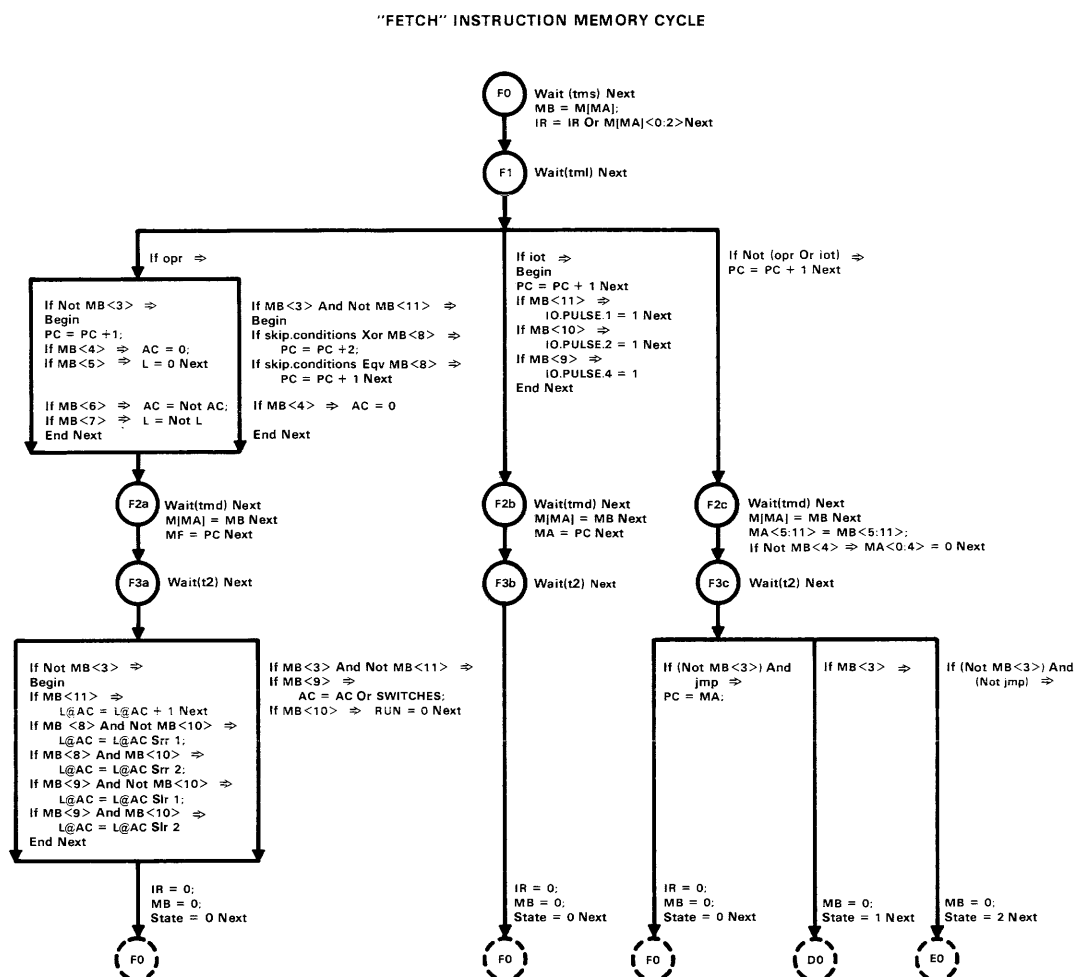 "FETCH" INSTRUCTION MEMORY CYCLE
F0
Wait (tms) Next
MB = M[MA];
IR = IR Or M[MA]<0:2>Next
F1
Wait(tml) Next
If opr ⇒
If Not MB<3> ⇒
Begin
PC = PC +1;
If MB<4> ⇒ AC = 0;
If MB<5> ⇒ L = 0 Next
If MB<6> ⇒ AC = Not AC;
If MB<7> ⇒ L = Not L
End Next
If MB<3> And Not MB<11> ⇒
Begin
If skip.conditions Xor MB<8> ⇒
PC = PC +2;
If skip.conditions Eqv MB<8> ⇒
PC = PC + 1 Next
If MB<4> ⇒ AC = 0
End Next
If iot ⇒
Begin
PC = PC + 1 Next
If MB<11> ⇒
IO.PULSE.1 = 1 Next
If MB<10> ⇒
IO.PULSE.2 = 1 Next
If MB<9> ⇒
IO.PULSE.4 = 1
End Next
If Not (opr Or iot) ⇒
PC = PC + 1 Next
F2a
Wait(tmd) Next
M[MA] = MB Next
MF = PC Next
F2b
Wait(tmd) Next
M[MA] = MB Next
MA = PC Next
F2c
Wait(tmd) Next
M[MA] = MB Next
MA<5:11> = MB<5:11>;
If Not MB<4> ⇒ MA<0:4> = 0 Next
F3a
Wait(t2) Next
F3b
Wait(t2) Next
F3c
Wait(t2) Next
If Not MB<3> ⇒
Begin
If MB<11> ⇒
L@AC = L@AC + 1 Next
If MB <8> And Not MB<10> ⇒
L@AC = L@AC Srr 1;
If MB<8> And MB<10> ⇒
L@AC = L@AC Srr 2;
If MB<9> And Not MB<10> ⇒
L@AC = L@AC Slr 1;
If MB<9> And MB<10> ⇒
L@AC = L@AC Slr 2
End Next
If MB<3> And Not MB<11> ⇒
If MB<9> ⇒
AC = AC Or SWITCHES;
If MB<10> ⇒ RUN = 0 Next
If (Not MB<3>) And
jmp ⇒
PC = MA;
If MB<3> ⇒
If (Not MB<3>) And
(Not jmp) ⇒
IR = 0;
MB = 0;
State = 0 Next
IR = 0;
MB = 0;
State = 0 Next
IR = 0;
MB = 0;
State = 0 Next
MB = 0;
State = 1 Next
MB = 0;
State = 2 Next
F0
F0
F0
D0
E0